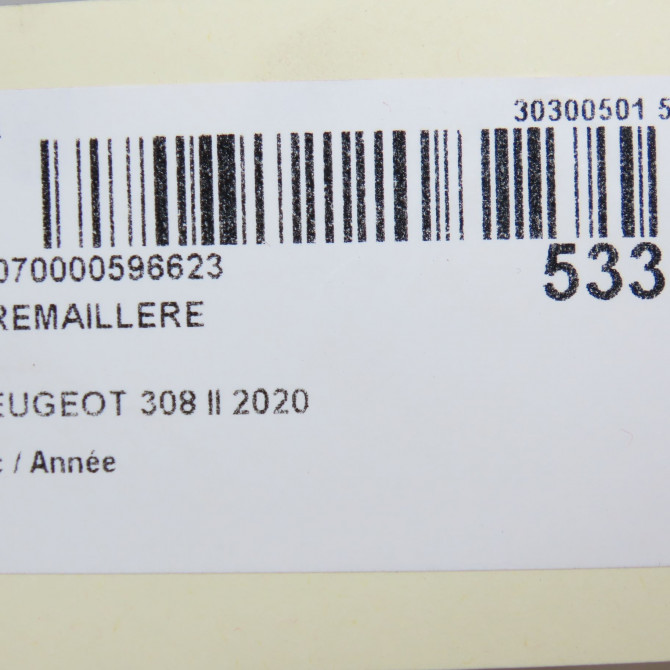 30300501 5
070000596623
533
REMAILLERE
EUGEOT 308 II 2020
/ Année